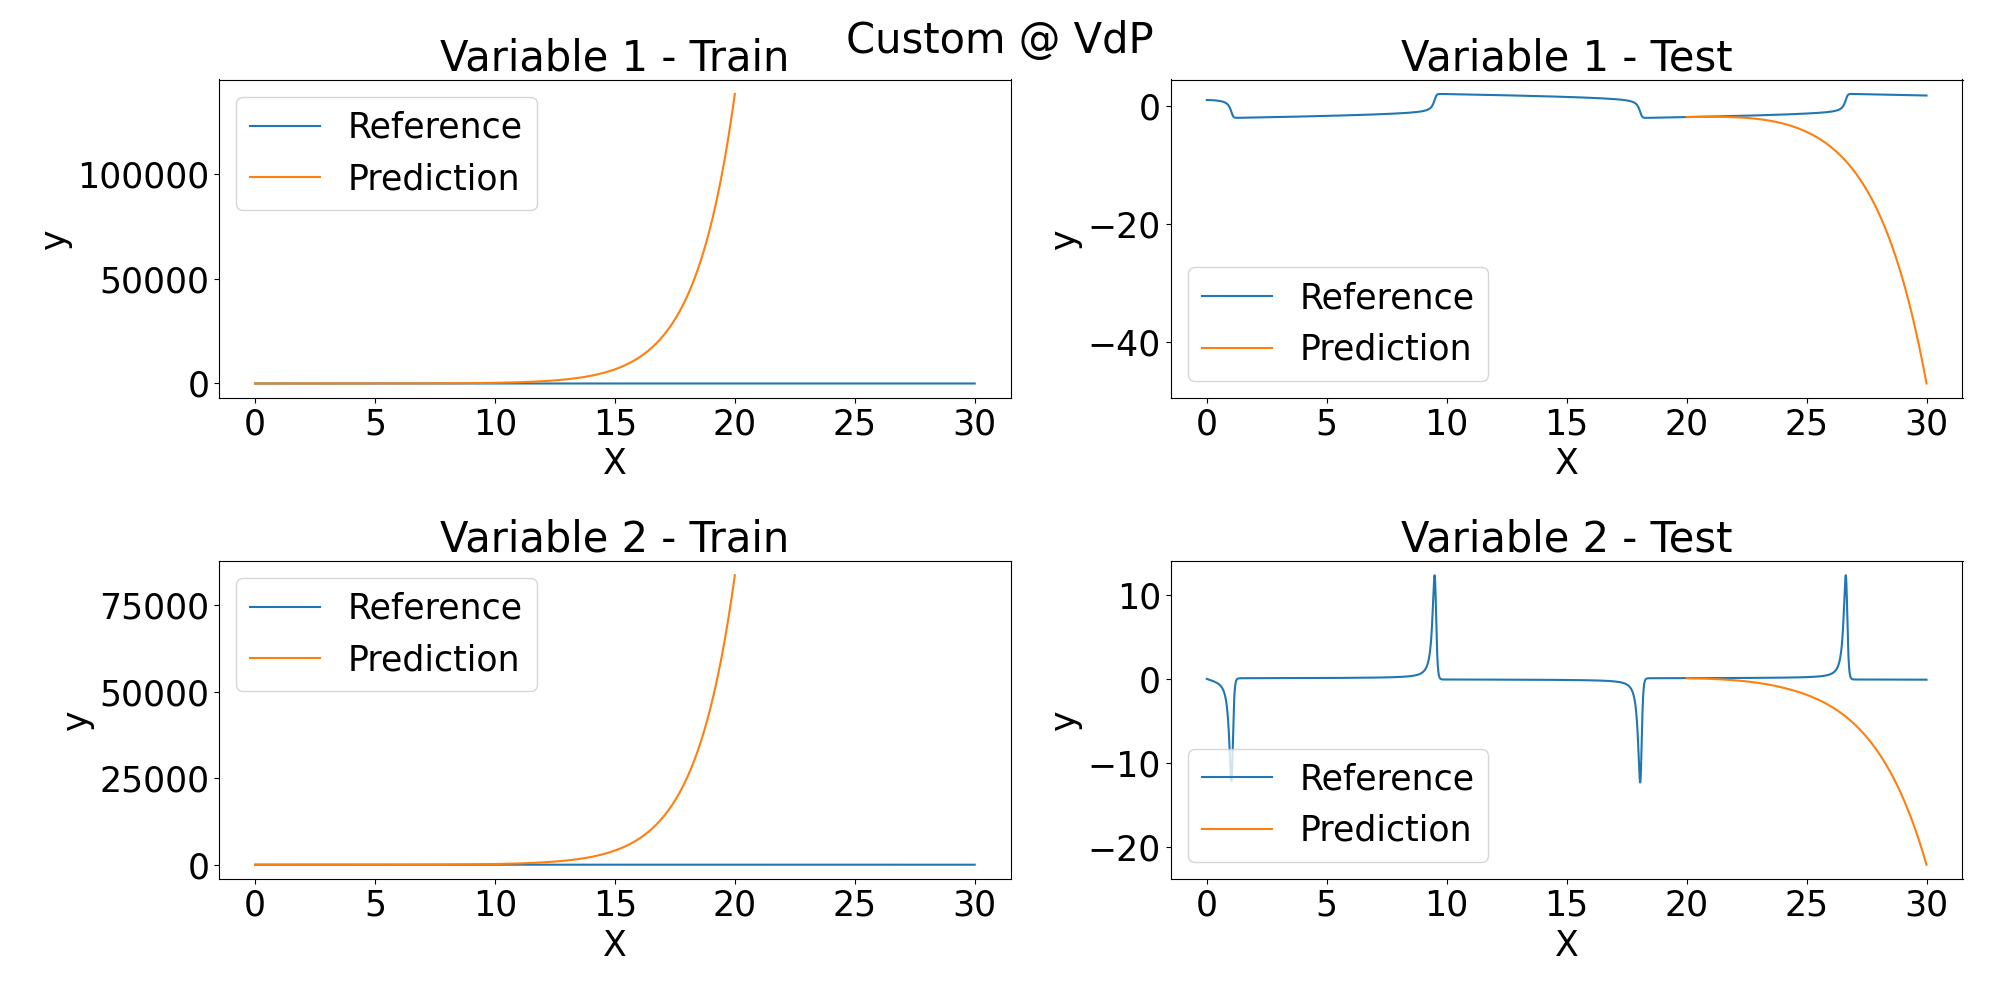 Custom @ VdP
Variable 1 - Train
Reference
Prediction
100000
50000
0
y
0 5 10 15 20 25 30
X
Variable 1 - Test
0
−20
−40
y
Reference
Prediction
0 5 10 15 20 25 30
X
Variable 2 - Train
Reference
Prediction
75000
50000
25000
0
y
0 5 10 15 20 25 30
X
Variable 2 - Test
10
0
−10
−20
y
Reference
Prediction
0 5 10 15 20 25 30
X